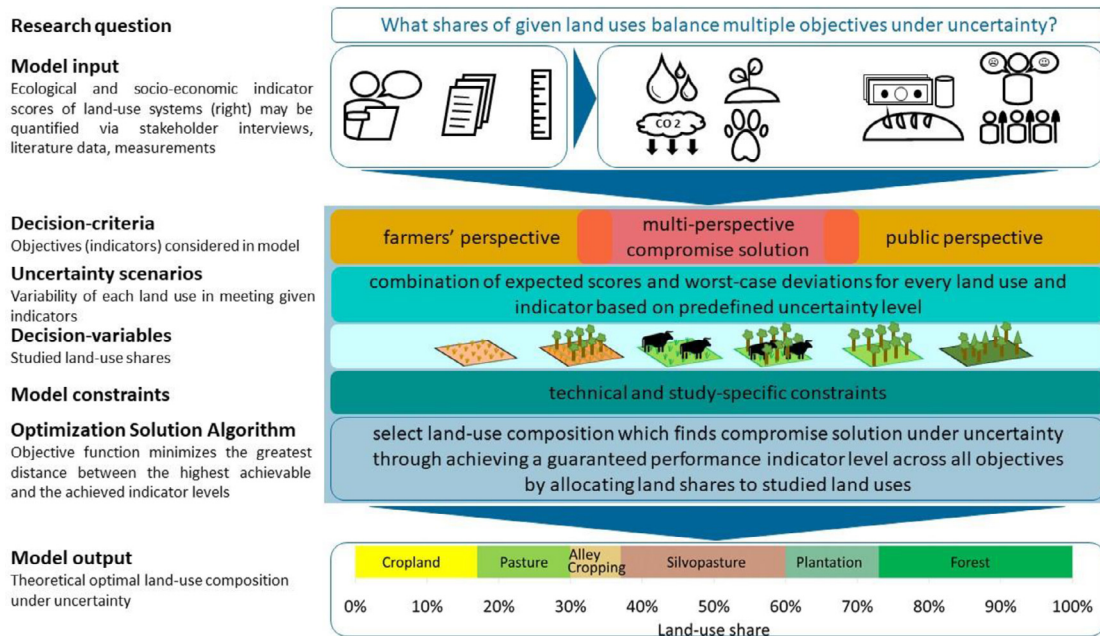 Research question
What shares of given land uses balance multiple objectives under uncertainty?
Model input
Ecological and socio-economic indicator
scores of land-use systems (right) may be
quantified via stakeholder interviews,
literature data, measurements
CO 2
Decision-criteria
Objectives (indicators) considered in model
farmers' perspective
multi-perspective
compromise solution
public perspective
Uncertainty scenarios
Variability of each land use in meeting given
indicators
combination of expected scores and worst-case deviations for every land use and
indicator based on predefined uncertainty level
Decision-variables
Studied land-use shares
Model constraints
technical and study-specific constraints
Optimization Solution Algorithm
Objective function minimizes the greatest
distance between the highest achievable
and the achieved indicator levels
select land-use composition which finds compromise solution under uncertainty
through achieving a guaranteed performance indicator level across all objectives
by allocating land shares to studied land uses
Model output
Theoretical optimal land-use composition
under uncertainty
Cropland
Pasture
Alley
Cropping
Silvopasture
Plantation
Forest
0% 10% 20% 30% 40% 50% 60% 70% 80% 90% 100%
Land-use share